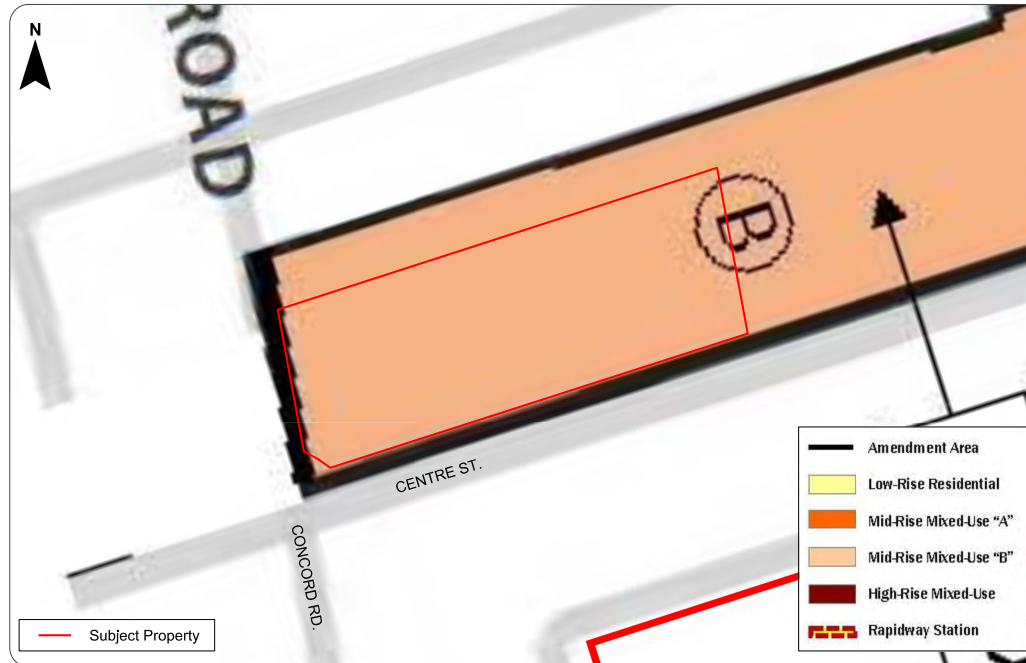 N
ROAD
B
CENTRE ST.
CONCORD RD.
Amendment Area
Low-Rise Residential
Mid-Rise Mixed-Use “A”
Mid-Rise Mixed-Use “B”
High-Rise Mixed-Use
Rapidway Station
Subject Property